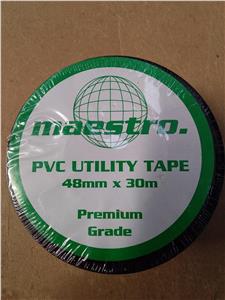 maestro.
PVC UTILITY TAPE
48mm x 30m
Premium
Grade